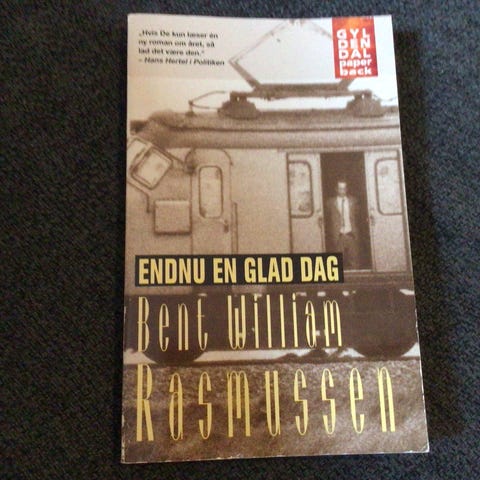 „Hvis De kun læser én
ny roman om året, så
lad det være den."
– Hans Hertel i Politiken
GYL
DEN
DAL
paper
back
ENDNU EN GLAD DAG
Bent William
Rasmussen